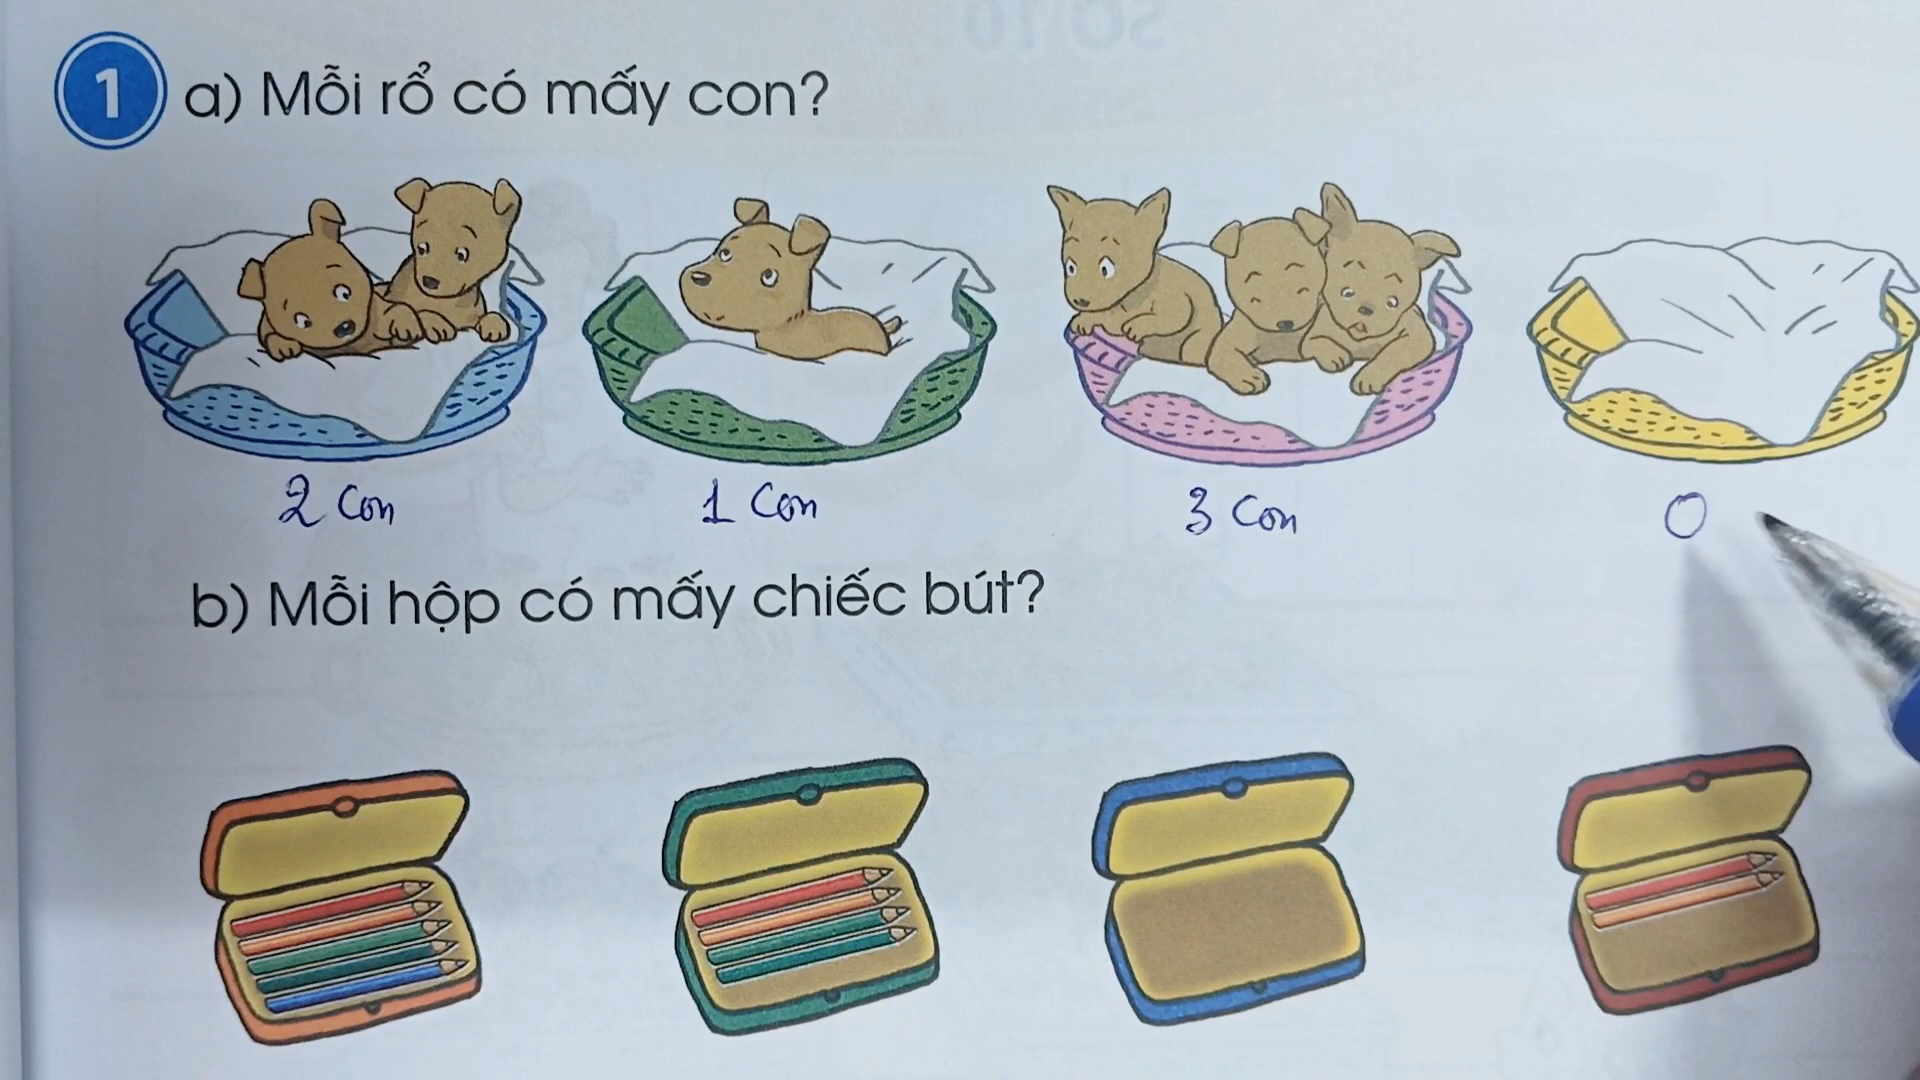 1 a) Mỗi rổ có mấy con?
2 con 1 con 3 con 0
b) Mỗi hộp có mấy chiếc bút?